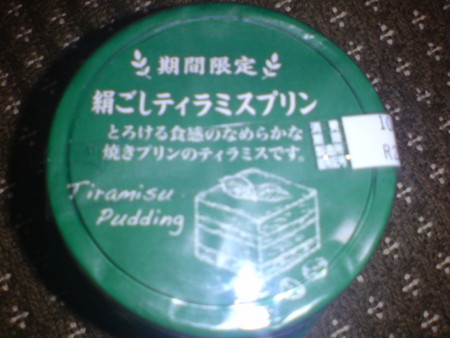 期間限定
絹ごしティラミスプリン
とろける食感のなめらかな
焼きプリンのティラミスです。
Tiramisu
Pudding